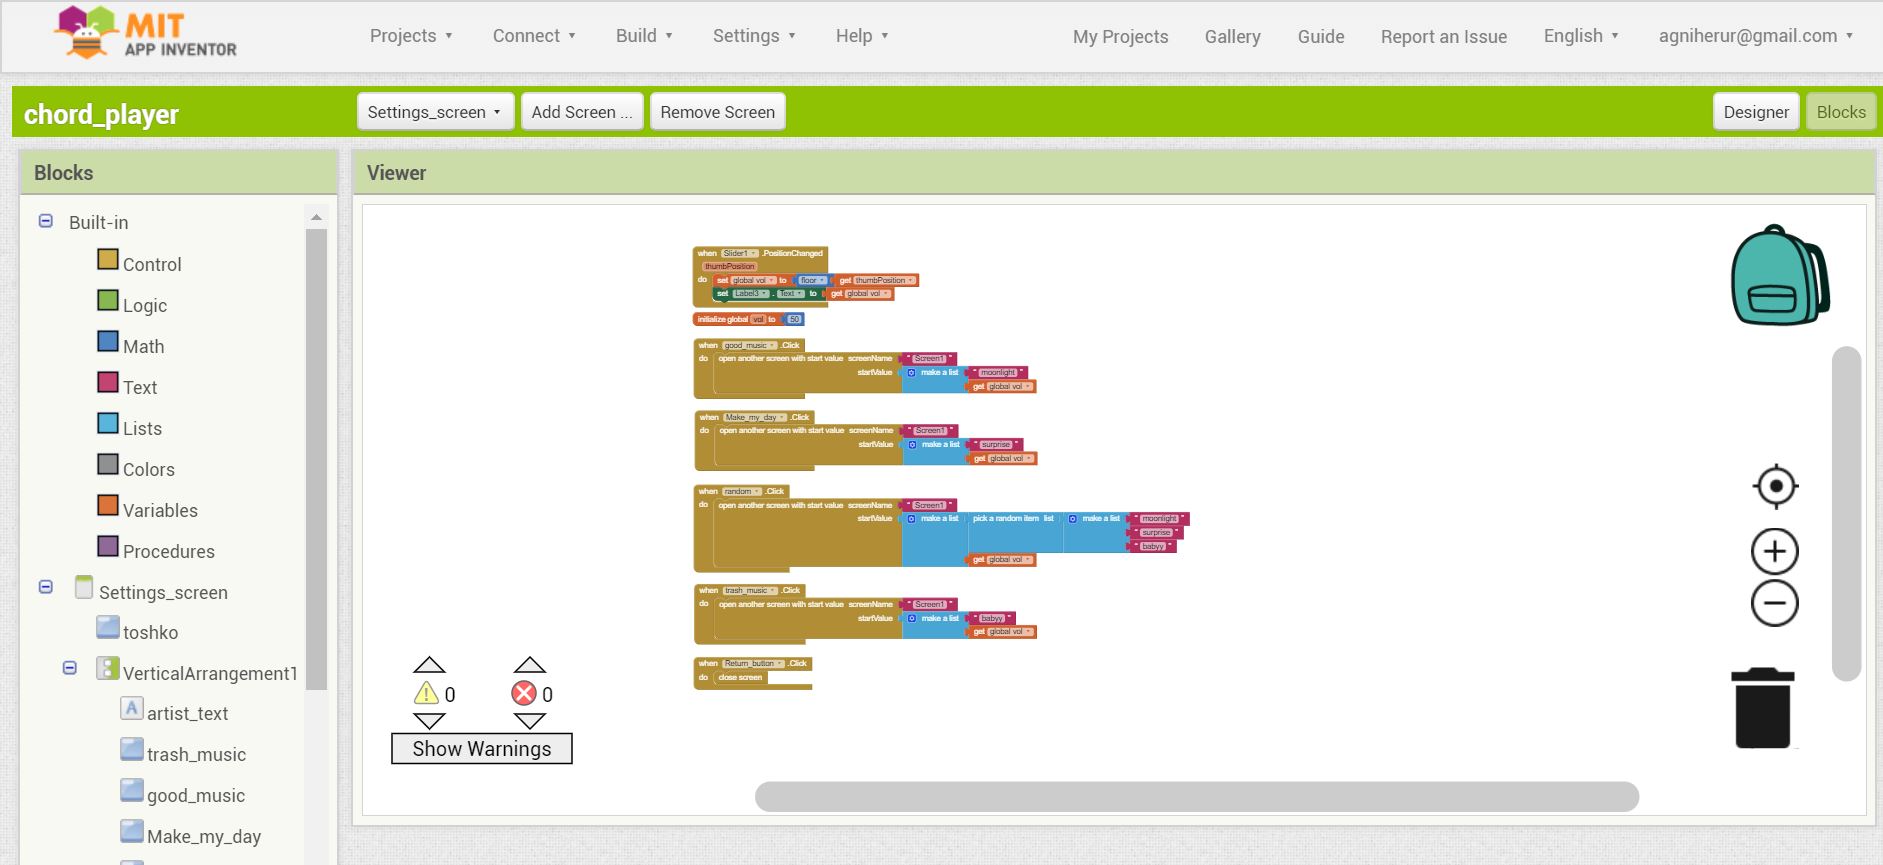 MIT
APP INVENTOR
Projects Connect Build Settings Help My Projects Gallery Guide Report an Issue English agniherur@gmail.com
chord_player Settings_screen Add Screen ... Remove Screen Designer Blocks
Blocks
Built-in
Control
Logic
Math
Text
Lists
Colors
Variables
Procedures
Settings_screen
toshko
VerticalArrangement1
artist_text
trash_music
good_music
Make_my_day
Viewer
when Slider1 .PositionChanged
thumbPosition
do set global vol to floor get thumbPosition
set Label3 . Text to get global vol
initialize global vol to 50
when good_music .Click
do open another screen with start value screenName " Screen1 "
startValue make a list " moonlight "
get global vol
when Make_my_day .Click
do open another screen with start value screenName " Screen1 "
startValue make a list " surprise "
get global vol
when random .Click
do open another screen with start value screenName " Screen1 "
startValue make a list pick a random item list make a list " moonlight "
" surprise "
" babyy "
get global vol
when trash_music .Click
do open another screen with start value screenName " Screen1 "
startValue make a list " babyy "
get global vol
when Return_button .Click
do close screen
0 0
Show Warnings